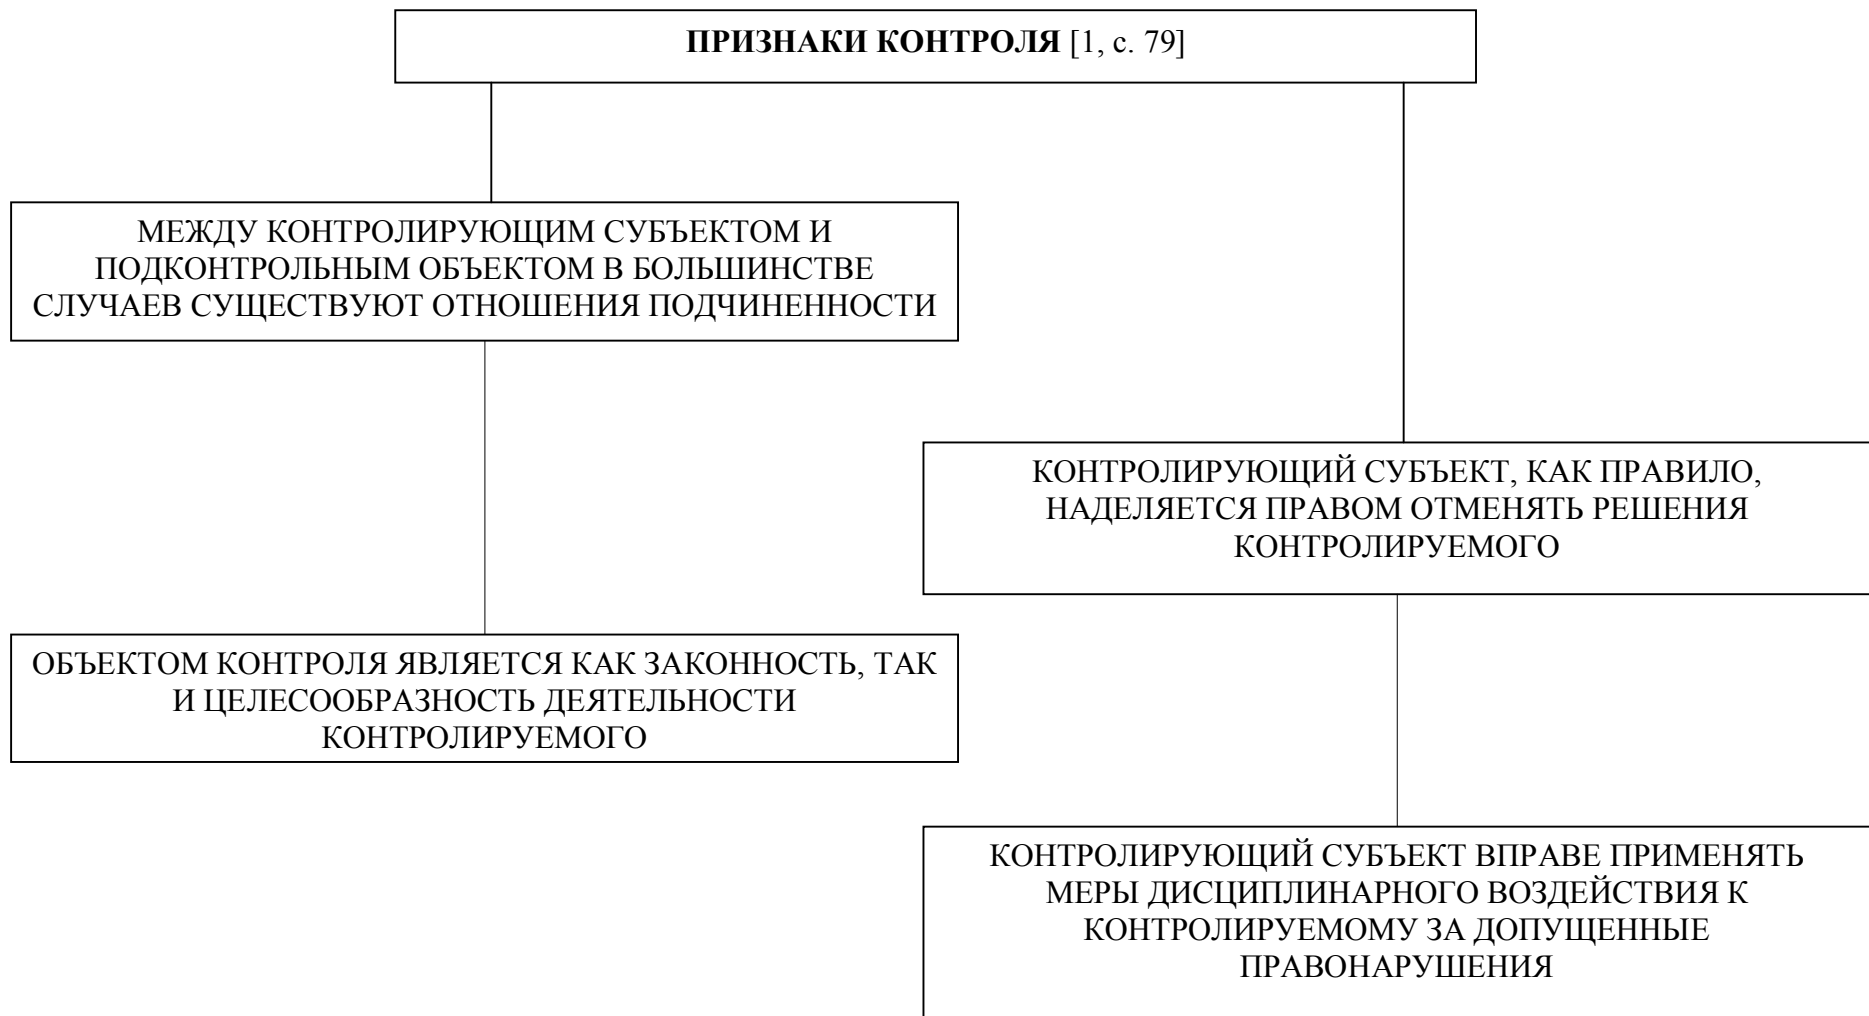 ПРИЗНАКИ КОНТРОЛЯ [1, с. 79]
МЕЖДУ КОНТРОЛИРУЮЩИМ СУБЪЕКТОМ И
ПОДКОНТРОЛЬНЫМ ОБЪЕКТОМ В БОЛЬШИНСТВЕ
СЛУЧАЕВ СУЩЕСТВУЮТ ОТНОШЕНИЯ ПОДЧИНЕННОСТИ
КОНТРОЛИРУЮЩИЙ СУБЪЕКТ, КАК ПРАВИЛО,
НАДЕЛЯЕТСЯ ПРАВОМ ОТМЕНЯТЬ РЕШЕНИЯ
КОНТРОЛИРУЕМОГО
ОБЪЕКТОМ КОНТРОЛЯ ЯВЛЯЕТСЯ КАК ЗАКОННОСТЬ, ТАК
И ЦЕЛЕСООБРАЗНОСТЬ ДЕЯТЕЛЬНОСТИ
КОНТРОЛИРУЕМОГО
КОНТРОЛИРУЮЩИЙ СУБЪЕКТ ВПРАВЕ ПРИМЕНЯТЬ
МЕРЫ ДИСЦИПЛИНАРНОГО ВОЗДЕЙСТВИЯ К
КОНТРОЛИРУЕМОМУ ЗА ДОПУЩЕННЫЕ
ПРАВОНАРУШЕНИЯ